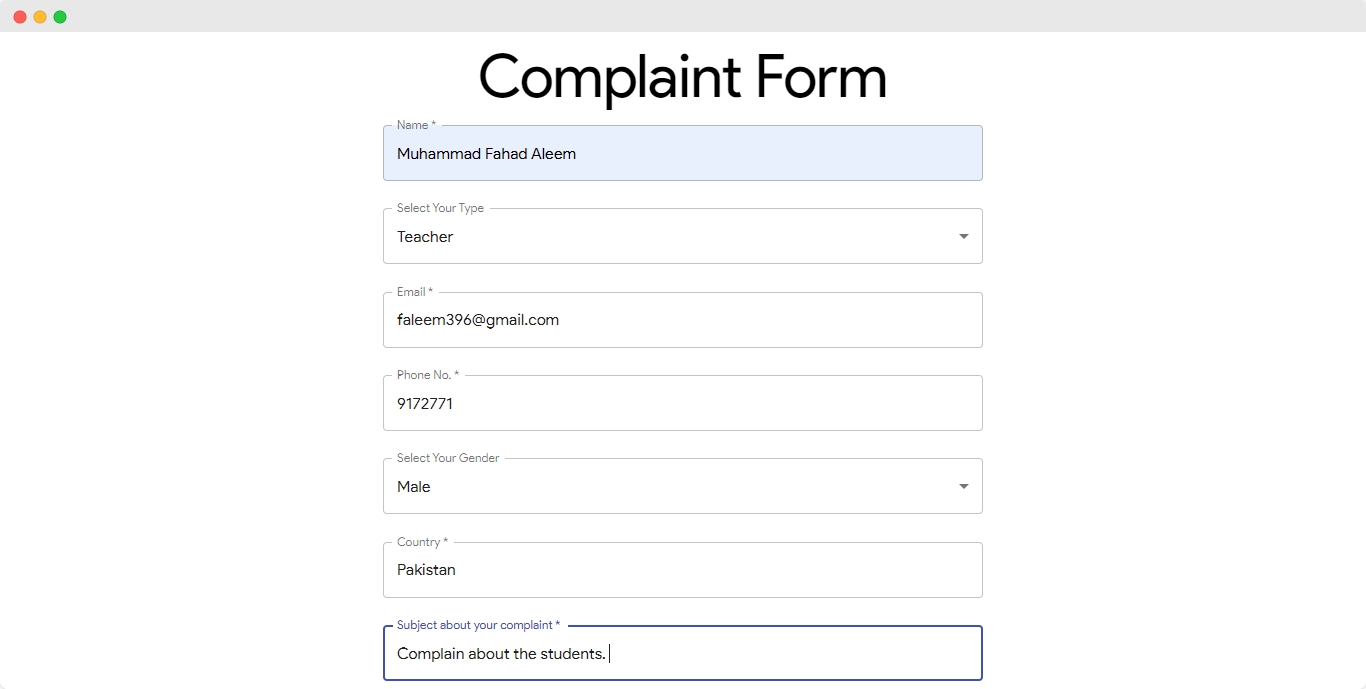 Complaint Form
Name *
Muhammad Fahad Aleem
Select Your Type
Teacher
Email *
faleem396@gmail.com
Phone No. *
9172771
Select Your Gender
Male
Country *
Pakistan
Subject about your complaint *
Complain about the students.